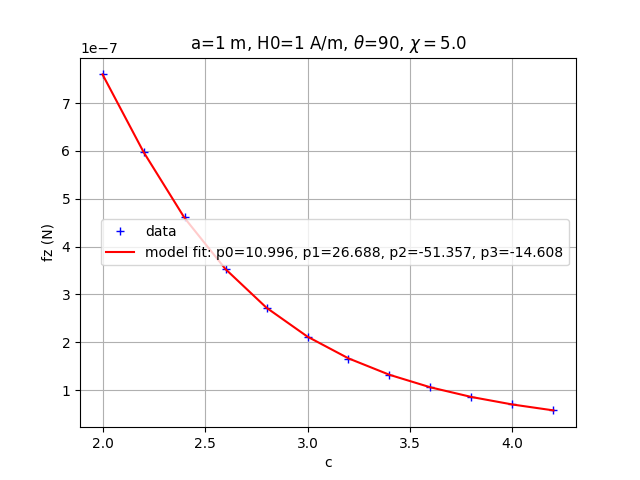 a=1 m, H0=1 A/m, θ=90, χ = 5.0
1e−7
7
6
5
4
3
2
1
fz (N)
data
model fit: p0=10.996, p1=26.688, p2=-51.357, p3=-14.608
2.0 2.5 3.0 3.5 4.0
c